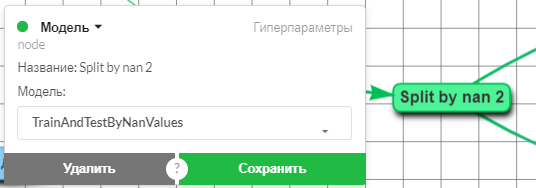 Модель
Гиперпараметры
node
Название: Split by nan 2
Модель:
TrainAndTestByNanValues
Удалить
?
Сохранить
Split by nan 2